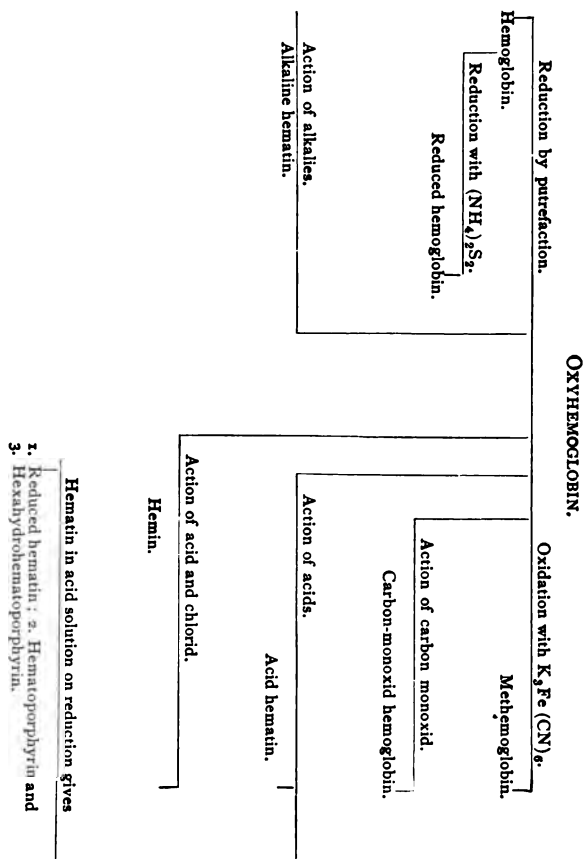 OXYHEMOGLOBIN.
Reduction by putrefaction.
Hemoglobin.
Reduction with (NH₄)₂S₂.
Reduced hemoglobin.
Action of alkalies.
Alkaline hematin.
Oxidation with K₃Fe(CN)₆.
Methemoglobin.
Action of carbon monoxid.
Carbon-monoxid hemoglobin.
Action of acids.
Acid hematin.
Action of acid and chlorid.
Hemin.
Hematin in acid solution on reduction gives
1. Reduced hematin; 2. Hematoporphyrin and
3. Hexahydrohematoporphyrin.